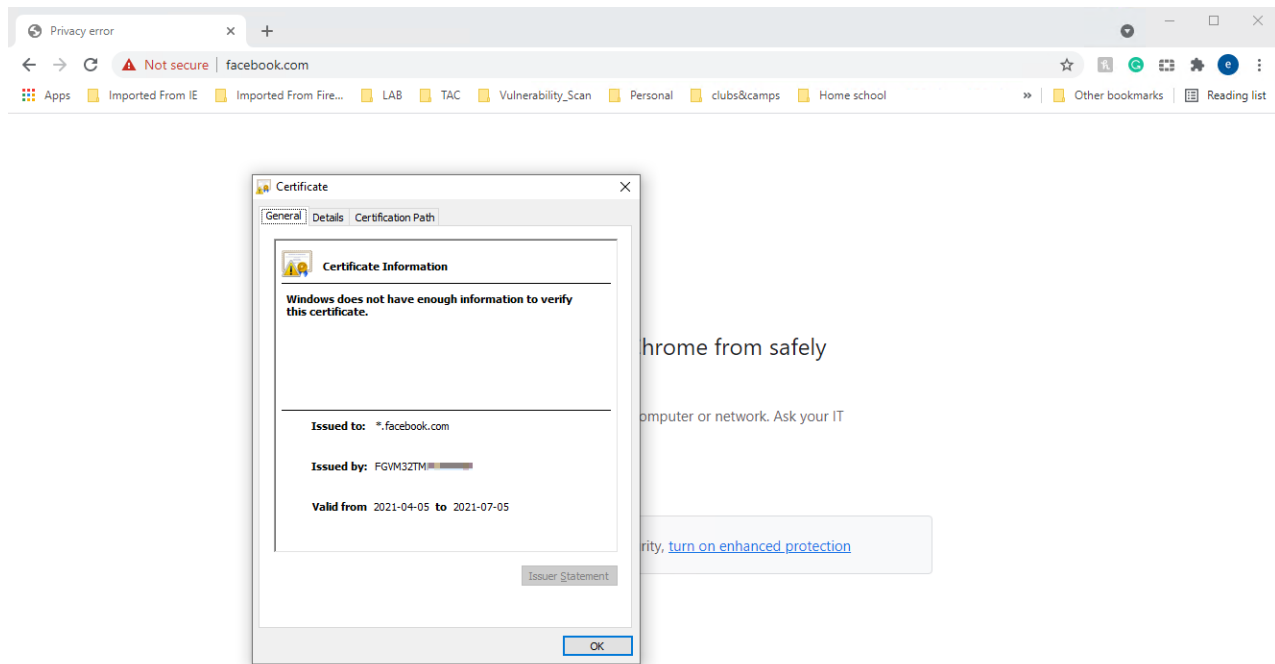 Privacy error
Not secure facebook.com
e
Apps Imported From IE Imported From Fire... LAB TAC Vulnerability_Scan Personal clubs&camps Home school » Other bookmarks Reading list
Certificate
General Details Certification Path
Certificate Information
Windows does not have enough information to verify
this certificate.
hrome from safely
omputer or network. Ask your IT
Issued to: *.facebook.com
Issued by: FGVM32TM
Valid from 2021-04-05 to 2021-07-05
rity, turn on enhanced protection
Issuer Statement
OK